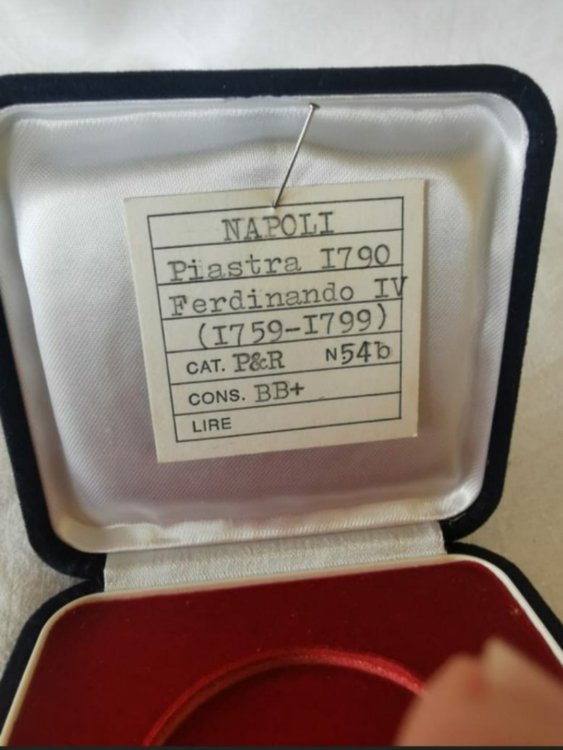 NAPOLI
Piastra I790
Ferdinando IV
(I759-I799)
CAT. P&R N54b
CONS. BB+
LIRE